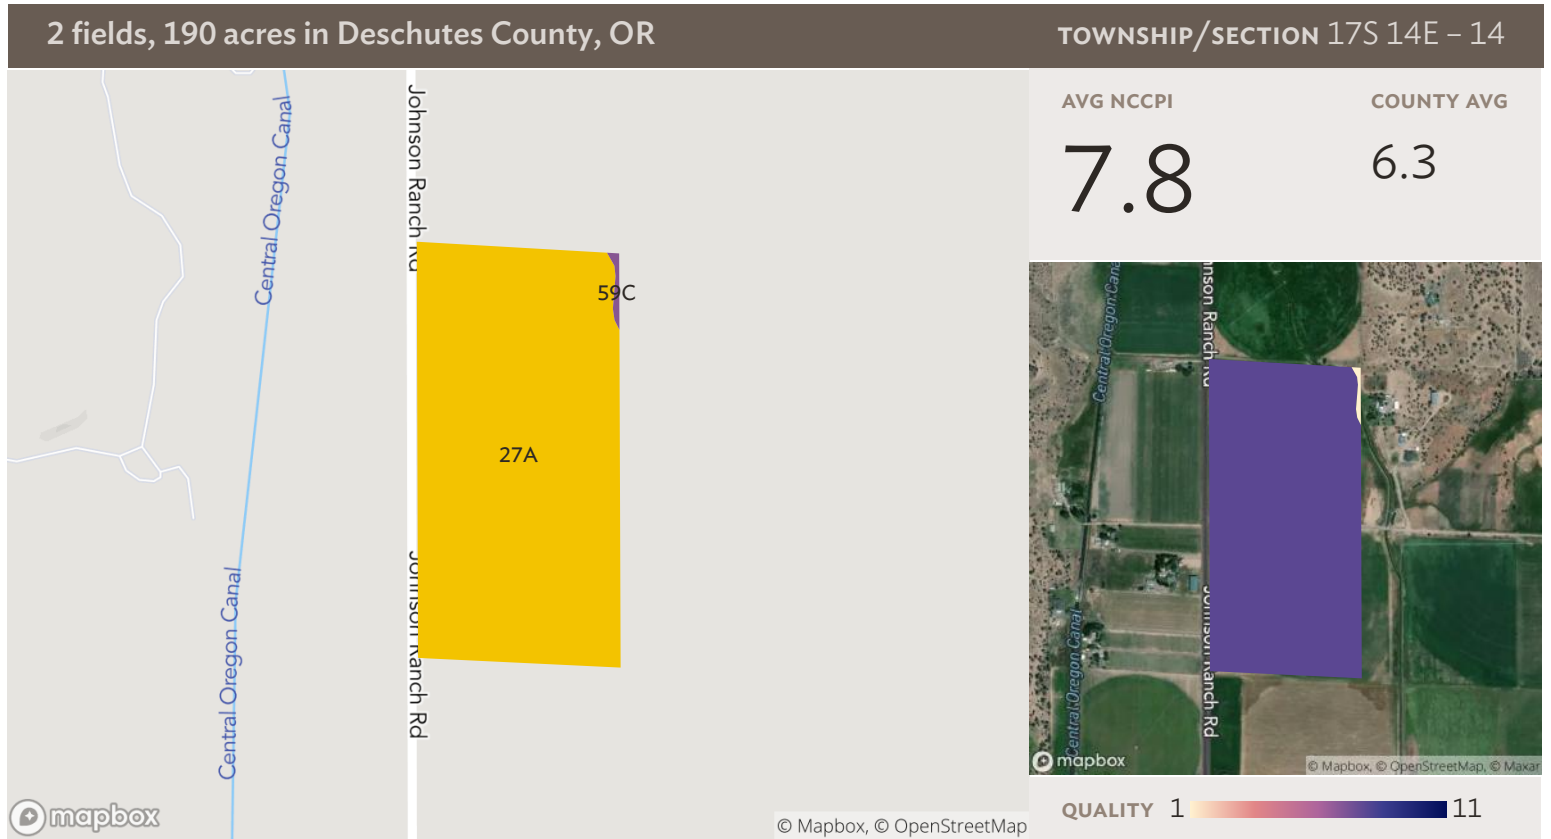 2 fields, 190 acres in Deschutes County, OR
TOWNSHIP/SECTION 17S 14E – 14
Central Oregon Canal
Johnson Ranch Rd
59C
27A
Central Oregon Canal
Johnson Ranch Rd
mapbox
© Mapbox, © OpenStreetMap
AVG NCCPI
7.8
COUNTY AVG
6.3
Central Oregon Canal
nson Ranch Rd
Central Oregon Canal
Johnson Ranch Rd
mapbox
© Mapbox, © OpenStreetMap, © Maxar
QUALITY 1 11